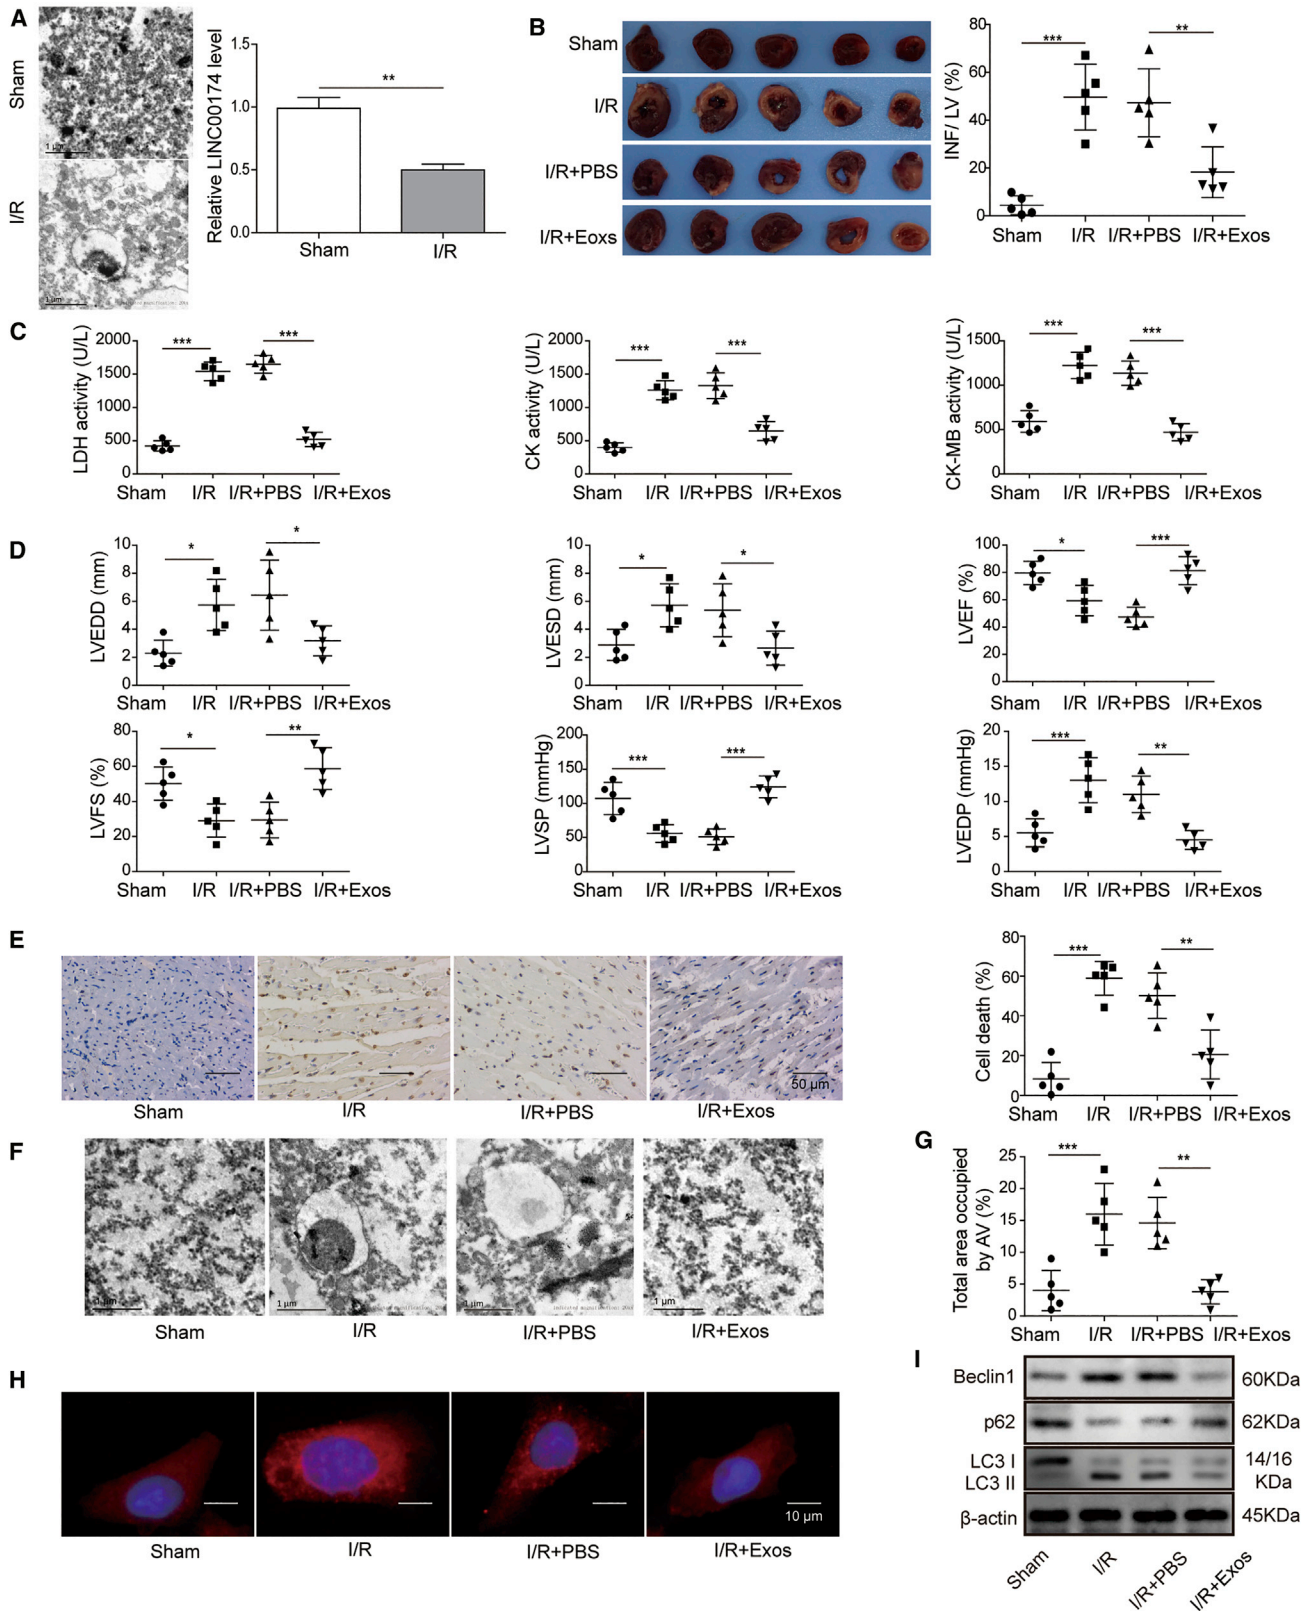 A
Sham
1 μm
I/R
1 μm
Relative LINC00174 level
1.5
1.0
0.5
0.0
**
Sham
I/R
B
Sham
I/R
I/R+PBS
I/R+Eoxs
INF/ LV (%)
80
60
40
20
0
***
**
Sham
I/R
I/R+PBS
I/R+Exos
C
LDH activity (U/L)
2000
1500
1000
500
0
***
***
Sham
I/R
I/R+PBS
I/R+Exos
CK activity (U/L)
2000
1500
1000
500
0
***
***
Sham
I/R
I/R+PBS
I/R+Exos
CK-MB activity (U/L)
1500
1000
500
0
***
***
Sham
I/R
I/R+PBS
I/R+Exos
D
LVEDD (mm)
10
8
6
4
2
0
*
*
Sham
I/R
I/R+PBS
I/R+Exos
LVESD (mm)
10
8
6
4
2
0
*
*
Sham
I/R
I/R+PBS
I/R+Exos
LVEF (%)
100
80
60
40
20
0
*
***
Sham
I/R
I/R+PBS
I/R+Exos
LVFS (%)
80
60
40
20
0
*
**
Sham
I/R
I/R+PBS
I/R+Exos
LVSP (mmHg)
200
150
100
50
0
***
***
Sham
I/R
I/R+PBS
I/R+Exos
LVEDP (mmHg)
20
15
10
5
0
***
**
Sham
I/R
I/R+PBS
I/R+Exos
E
50 μm
Sham
I/R
I/R+PBS
I/R+Exos
Cell death (%)
80
60
40
20
0
***
**
Sham
I/R
I/R+PBS
I/R+Exos
F
1 μm
1 μm
1 μm
1 μm
Sham
I/R
I/R+PBS
I/R+Exos
G
Total area occupied
by AV (%)
25
20
15
10
5
0
***
**
Sham
I/R
I/R+PBS
I/R+Exos
H
10 μm
Sham
I/R
I/R+PBS
I/R+Exos
I
Beclin1
60KDa
p62
62KDa
LC3 I
LC3 II
14/16
KDa
β-actin
45KDa
Sham
I/R
I/R+PBS
I/R+Exos